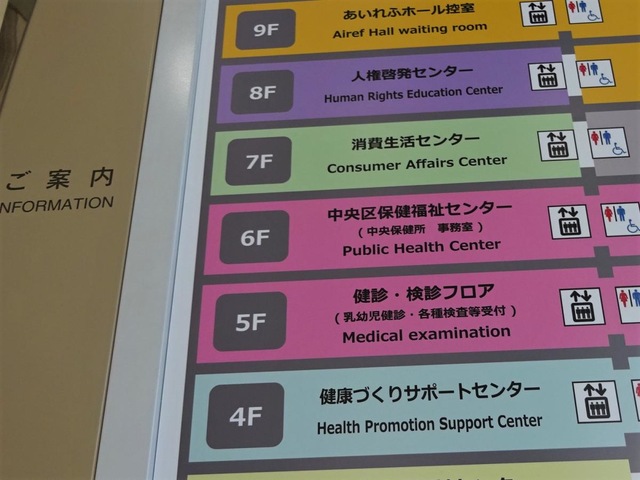 ご案内
INFORMATION
9F
あいれふホール控室
Airef Hall waiting room
8F
人権啓発センター
Human Rights Education Center
7F
消費生活センター
Consumer Affairs Center
6F
中央区保健福祉センター
（中央保健所　事務室）
Public Health Center
5F
健診・検診フロア
（乳幼児健診・各種検査等受付）
Medical examination
4F
健康づくりサポートセンター
Health Promotion Support Center